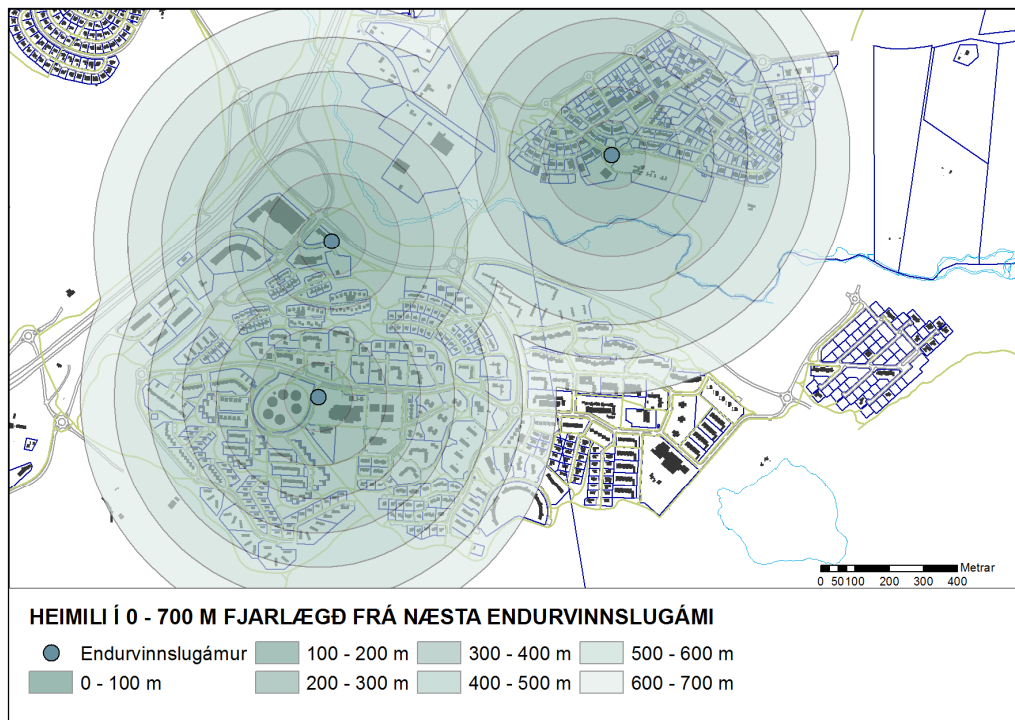 Metrar
0 50 100 200 300 400
HEIMILI Í 0 - 700 M FJARLÆGÐ FRÁ NÆSTA ENDURVINNSLUGÁMI
Endurvinnslugámur
100 - 200 m
300 - 400 m
500 - 600 m
0 - 100 m
200 - 300 m
400 - 500 m
600 - 700 m